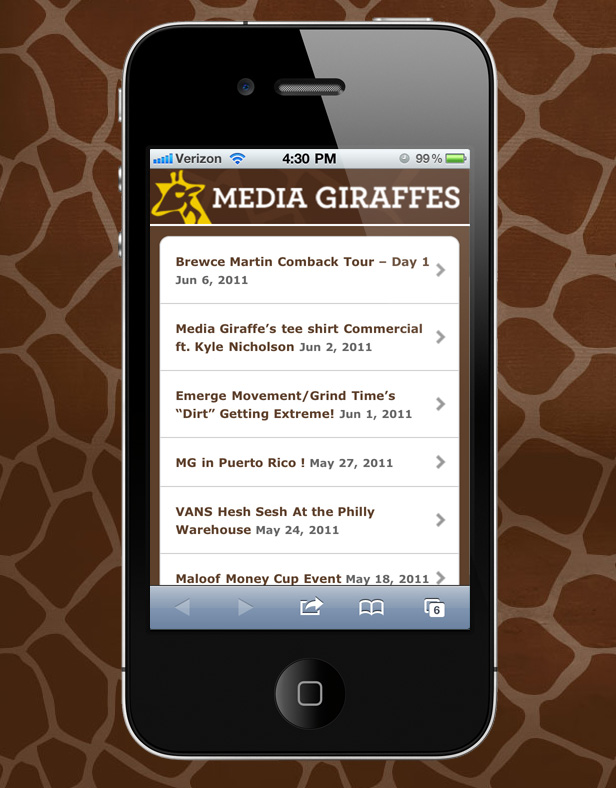 Verizon 4:30 PM 99%
MEDIA GIRAFFES
Brewce Martin Comback Tour – Day 1
Jun 6, 2011
Media Giraffe’s tee shirt Commercial
ft. Kyle Nicholson Jun 2, 2011
Emerge Movement/Grind Time’s
“Dirt” Getting Extreme! Jun 1, 2011
MG in Puerto Rico ! May 27, 2011
VANS Hesh Sesh At the Philly
Warehouse May 24, 2011
Maloof Money Cup Event May 18, 2011
6